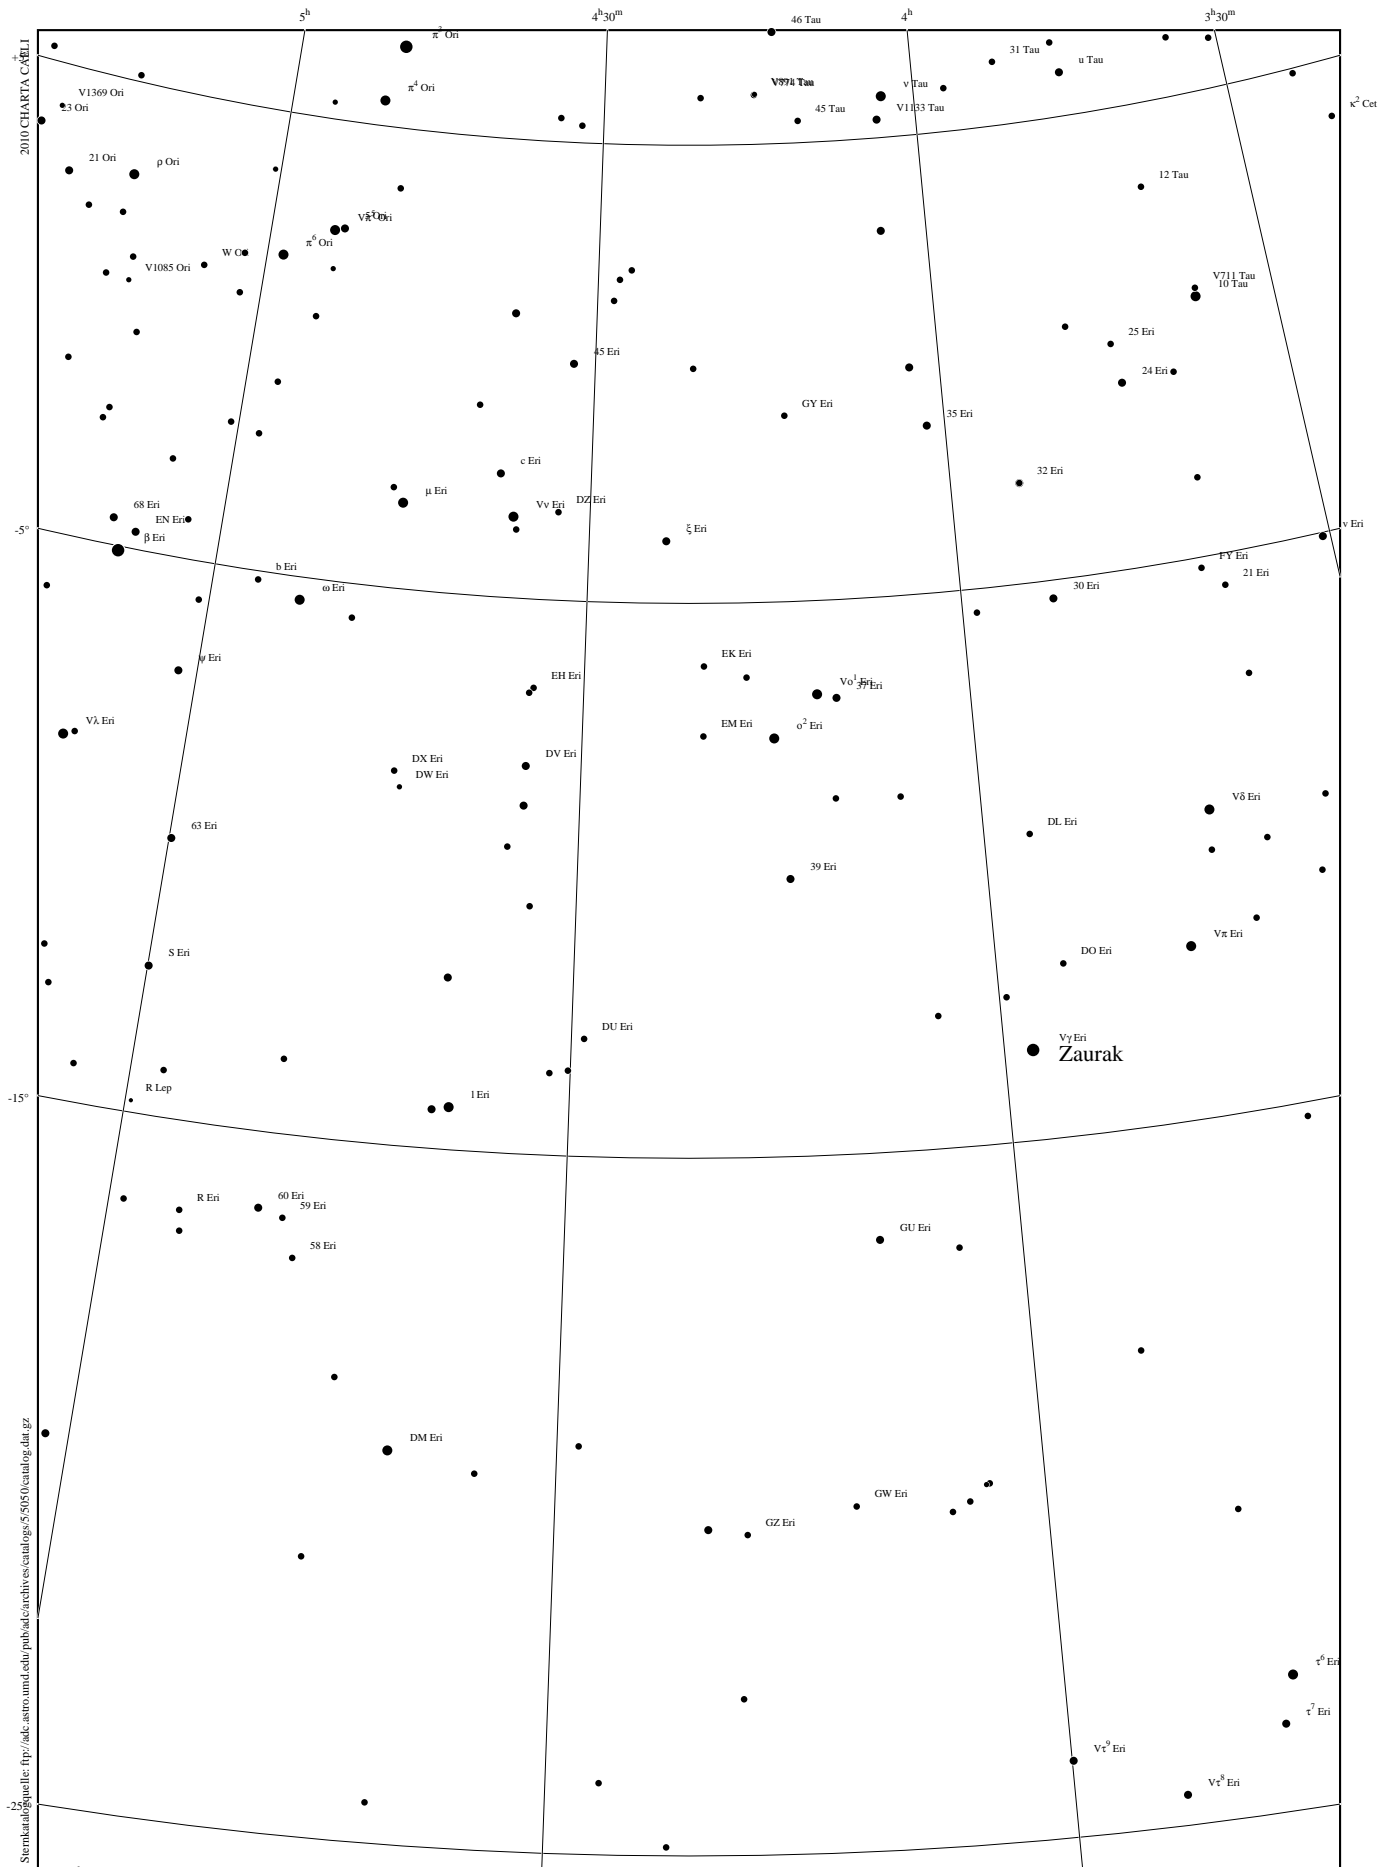 5h
4h30m
4h
3h30m
46 Tau
π3 Ori
31 Tau
u Tau
π4 Ori
ν Tau
V1369 Ori
23 Ori
45 Tau
V1133 Tau
κ2 Cet
2010 CHARTA CAELI
21 Ori
ρ Ori
12 Tau
π6 Ori
W Ori
V1085 Ori
V711 Tau
10 Tau
25 Eri
45 Eri
24 Eri
GY Eri
35 Eri
c Eri
32 Eri
μ Eri
68 Eri
Vν Eri
DZ Eri
EN Eri
-5°
β Eri
ξ Eri
ν Eri
FY Eri
b Eri
21 Eri
ω Eri
30 Eri
ψ Eri
EK Eri
EH Eri
Vο1 Eri
37 Eri
Vλ Eri
EM Eri
ο2 Eri
DX Eri
DV Eri
DW Eri
Vδ Eri
63 Eri
DL Eri
39 Eri
Vπ Eri
S Eri
DO Eri
DU Eri
Vγ Eri
Zaurak
R Lep
l Eri
-15°
R Eri
60 Eri
59 Eri
GU Eri
58 Eri
DM Eri
GW Eri
GZ Eri
τ6 Eri
τ7 Eri
Vτ9 Eri
Vτ8 Eri
-25°
Sternkatalogquelle: ftp://adc.astro.umd.edu/pub/adc/archives/catalogs/5/5050/catalog.dat.gz